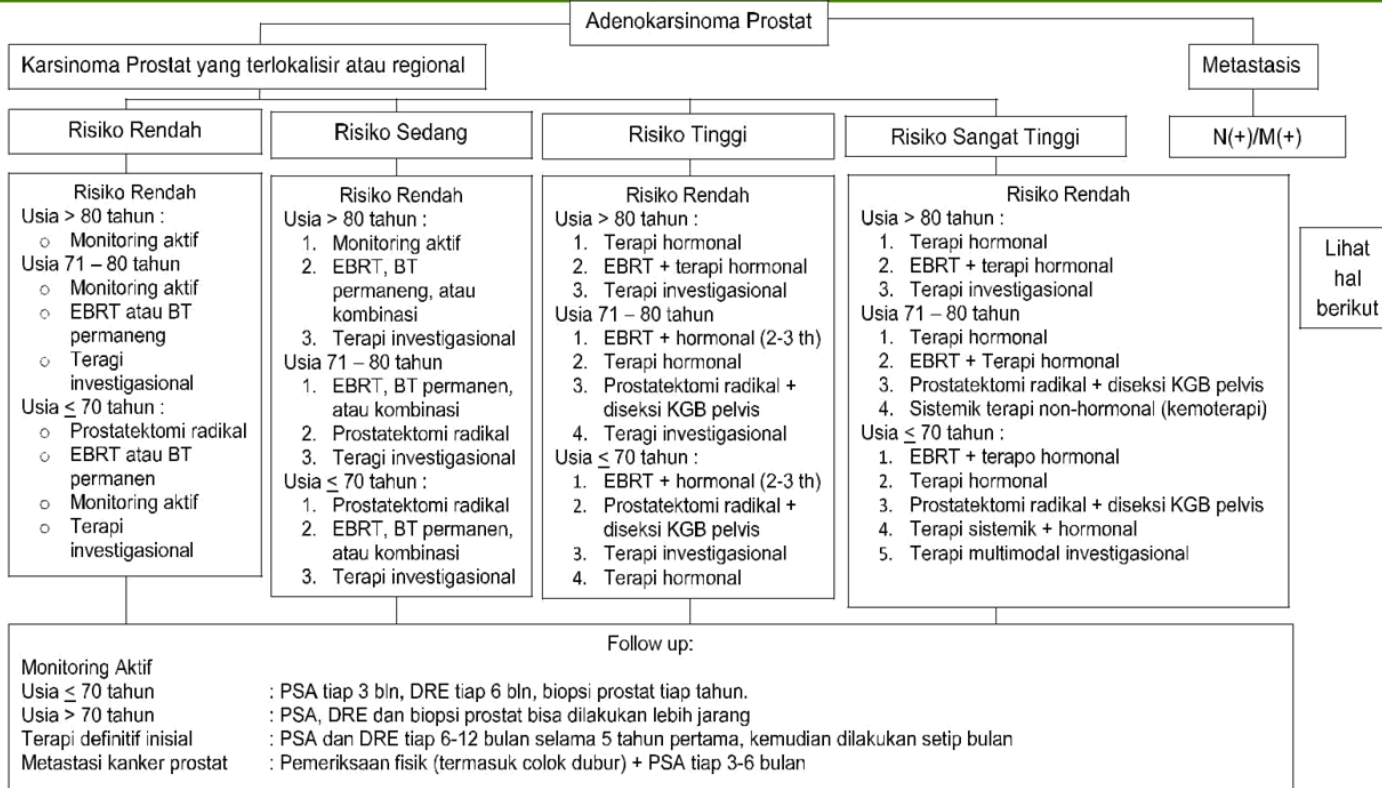 Adenokarsinoma Prostat
Karsinoma Prostat yang terlokalisir atau regional
Metastasis
Risiko Rendah
Risiko Sedang
Risiko Tinggi
Risiko Sangat Tinggi
N(+)/M(+)
Risiko Rendah
Usia > 80 tahun :
o Monitoring aktif
Usia 71 – 80 tahun
o Monitoring aktif
o EBRT atau BT
permaneng
o Teragi
investigasional
Usia ≤ 70 tahun :
o Prostatektomi radikal
o EBRT atau BT
permanen
o Monitoring aktif
o Terapi
investigasional
Risiko Rendah
Usia > 80 tahun :
1. Monitoring aktif
2. EBRT, BT
permaneng, atau
kombinasi
3. Terapi investigasional
Usia 71 – 80 tahun
1. EBRT, BT permanen,
atau kombinasi
2. Prostatektomi radikal
3. Teragi investigasional
Usia ≤ 70 tahun :
1. Prostatektomi radikal
2. EBRT, BT permanen,
atau kombinasi
3. Terapi investigasional
Risiko Rendah
Usia > 80 tahun :
1. Terapi hormonal
2. EBRT + terapi hormonal
3. Terapi investigasional
Usia 71 – 80 tahun
1. EBRT + hormonal (2-3 th)
2. Terapi hormonal
3. Prostatektomi radikal +
diseksi KGB pelvis
4. Teragi investigasional
Usia ≤ 70 tahun :
1. EBRT + hormonal (2-3 th)
2. Prostatektomi radikal +
diseksi KGB pelvis
3. Terapi investigasional
4. Terapi hormonal
Risiko Rendah
Usia > 80 tahun :
1. Terapi hormonal
2. EBRT + terapi hormonal
3. Terapi investigasional
Usia 71 – 80 tahun
1. Terapi hormonal
2. EBRT + Terapi hormonal
3. Prostatektomi radikal + diseksi KGB pelvis
4. Sistemik terapi non-hormonal (kemoterapi)
Usia ≤ 70 tahun :
1. EBRT + terapo hormonal
2. Terapi hormonal
3. Prostatektomi radikal + diseksi KGB pelvis
4. Terapi sistemik + hormonal
5. Terapi multimodal investigasional
Lihat
hal
berikut
Follow up:
Monitoring Aktif
Usia ≤ 70 tahun : PSA tiap 3 bln, DRE tiap 6 bln, biopsi prostat tiap tahun.
Usia > 70 tahun : PSA, DRE dan biopsi prostat bisa dilakukan lebih jarang
Terapi definitif inisial : PSA dan DRE tiap 6-12 bulan selama 5 tahun pertama, kemudian dilakukan setip bulan
Metastasi kanker prostat : Pemeriksaan fisik (termasuk colok dubur) + PSA tiap 3-6 bulan